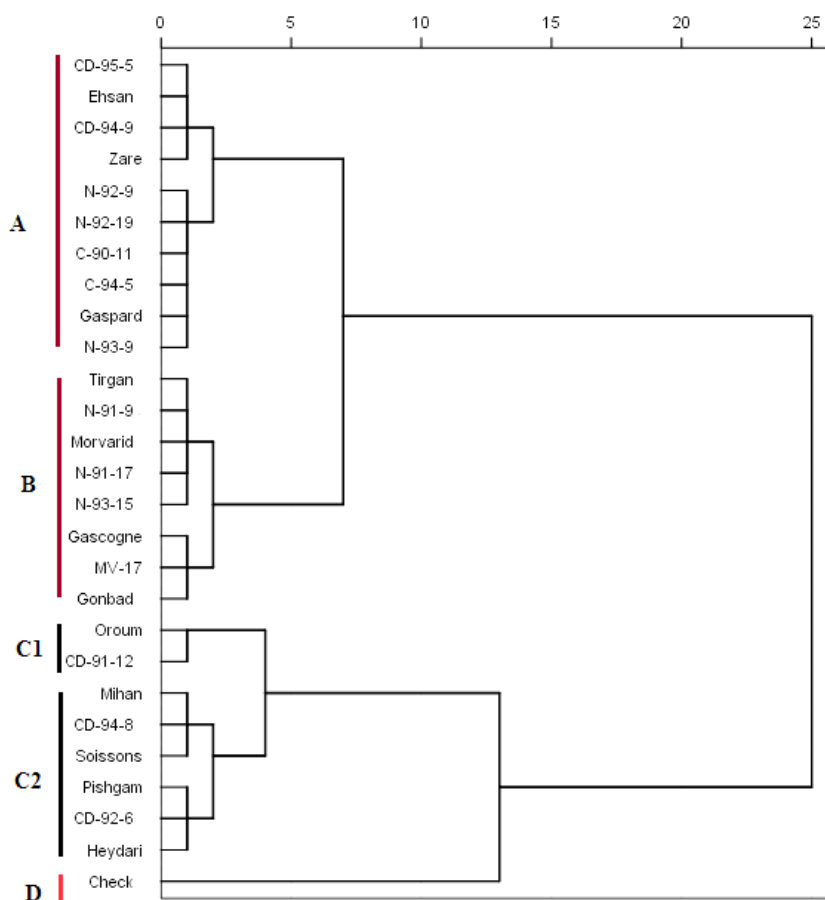 0 5 10 15 20 25
CD-95-5
Ehsan
CD-94-9
Zare
N-92-9
A
N-92-19
C-90-11
C-94-5
Gaspard
N-93-9
Tirgan
N-91-9
Morvarid
N-91-17
B
N-93-15
Gascogne
MV-17
Gonbad
Oroum
C1
CD-91-12
Mihan
CD-94-8
Soissons
C2
Pishgam
CD-92-6
Heydari
Check
D